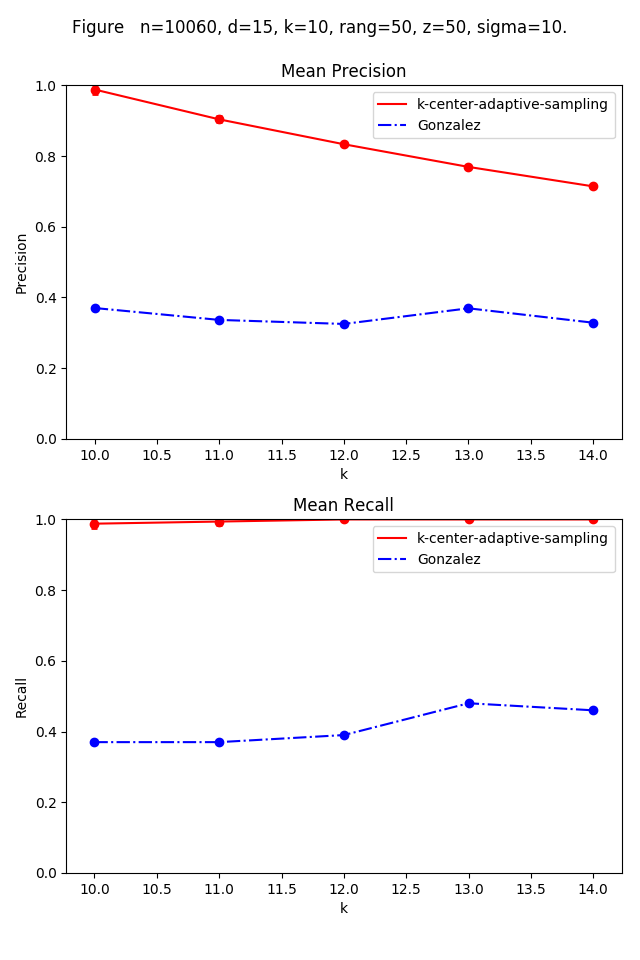 Figure   n=10060, d=15, k=10, rang=50, z=50, sigma=10.
Mean Precision
k-center-adaptive-sampling
Gonzalez
Precision
1.0
0.8
0.6
0.4
0.2
0.0
10.0 10.5 11.0 11.5 12.0 12.5 13.0 13.5 14.0
k
Mean Recall
k-center-adaptive-sampling
Gonzalez
Recall
1.0
0.8
0.6
0.4
0.2
0.0
10.0 10.5 11.0 11.5 12.0 12.5 13.0 13.5 14.0
k